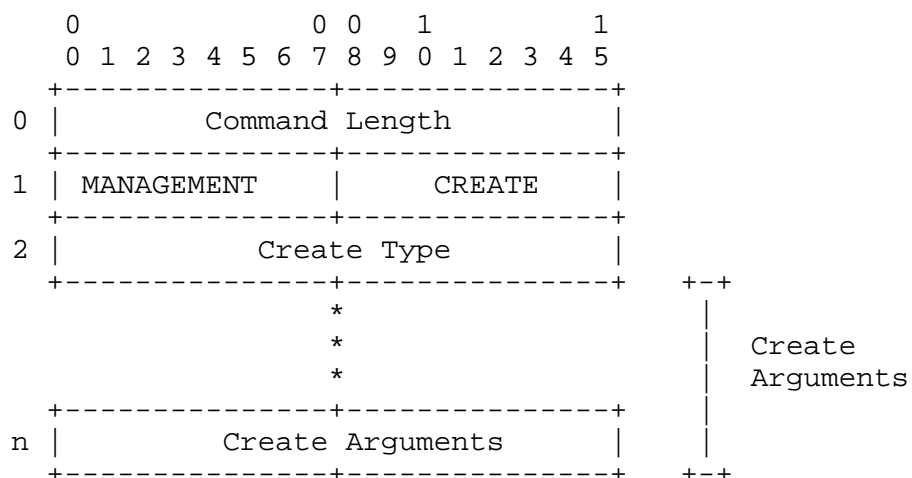 0             0 0   1         1
     0 1 2 3 4 5 6 7 8 9 0 1 2 3 4 5
    +---------------+---------------+
0   |        Command Length         |
    +---------------+---------------+
1   |  MANAGEMENT   |     CREATE    |
    +---------------+---------------+
2   |          Create Type          |
    +---------------+---------------+   +-+
                    *                    |
                    *                    |  Create
                    *                    |  Arguments
    +---------------+---------------+    |
n   |        Create Arguments       |    |
    +---------------+---------------+   +-+